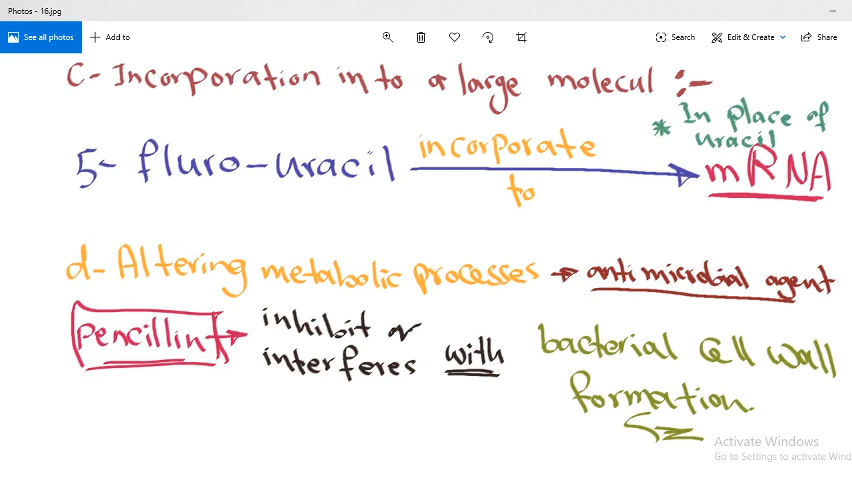 Photos - 16.jpg
See all photos
Add to
Search
Edit & Create
Share
C- Incorporation in to a large molecul :-
* In place of
uracil
5- fluro-uracil incorporate
to
mRNA
d- Altering metabolic processes → antimicrobial agent
pencillin → inhibit or
interferes with
bacterial cell wall
formation.
Activate Windows
Go to Settings to activate Wind